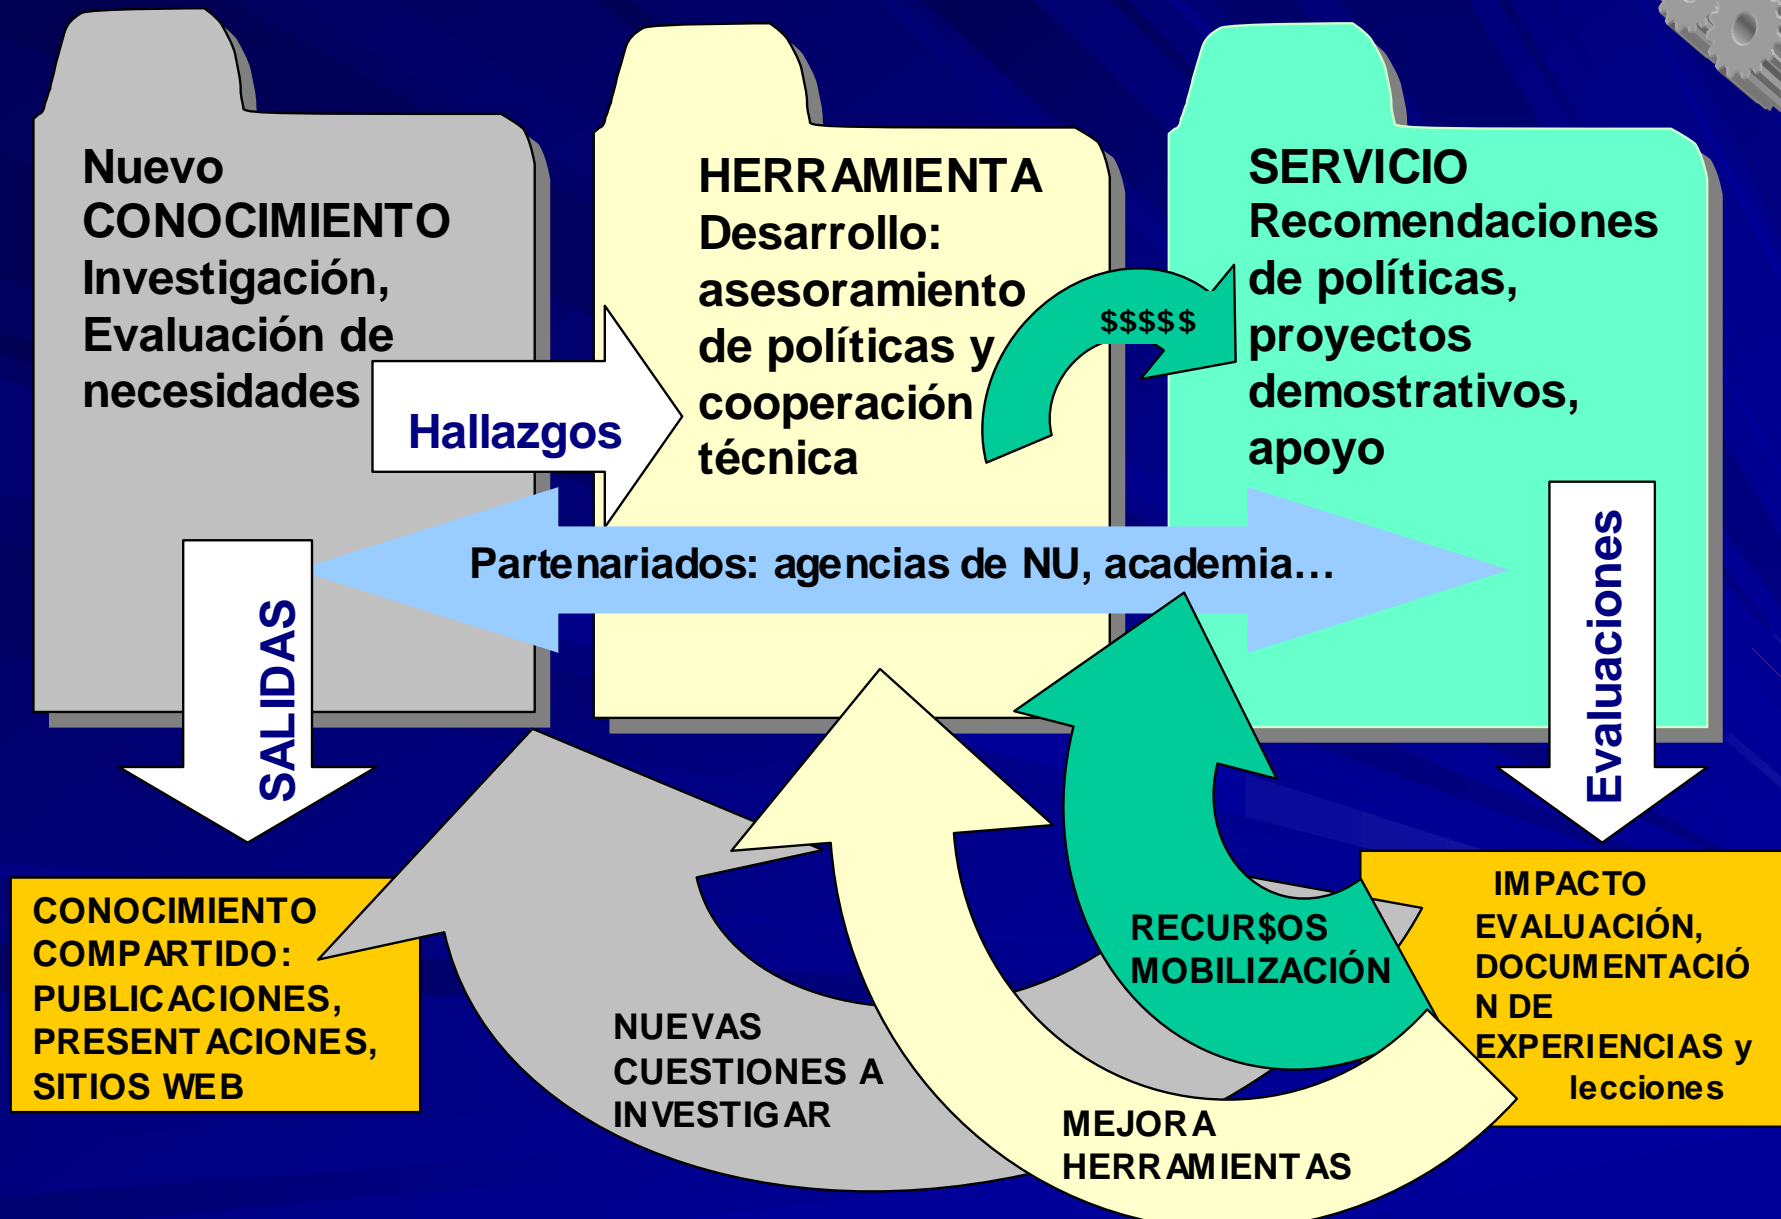 Nuevo
CONOCIMIENTO
Investigación,
Evaluación de
necesidades
HERRAMIENTA
Desarrollo:
asesoramiento
de políticas y
cooperación
técnica
SERVICIO
Recomendaciones
de políticas,
proyectos
demostrativos,
apoyo
Hallazgos
$$$$$
Partenariados: agencias de NU, academia…
SALIDAS
Evaluaciones
CONOCIMIENTO
COMPARTIDO:
PUBLICACIONES,
PRESENTACIONES,
SITIOS WEB
NUEVAS
CUESTIONES A
INVESTIGAR
MEJORA
HERRAMIENTAS
RECUR$OS
MOBILIZACIÓN
IMPACTO
EVALUACIÓN,
DOCUMENTACIÓ
N DE
EXPERIENCIAS y
lecciones